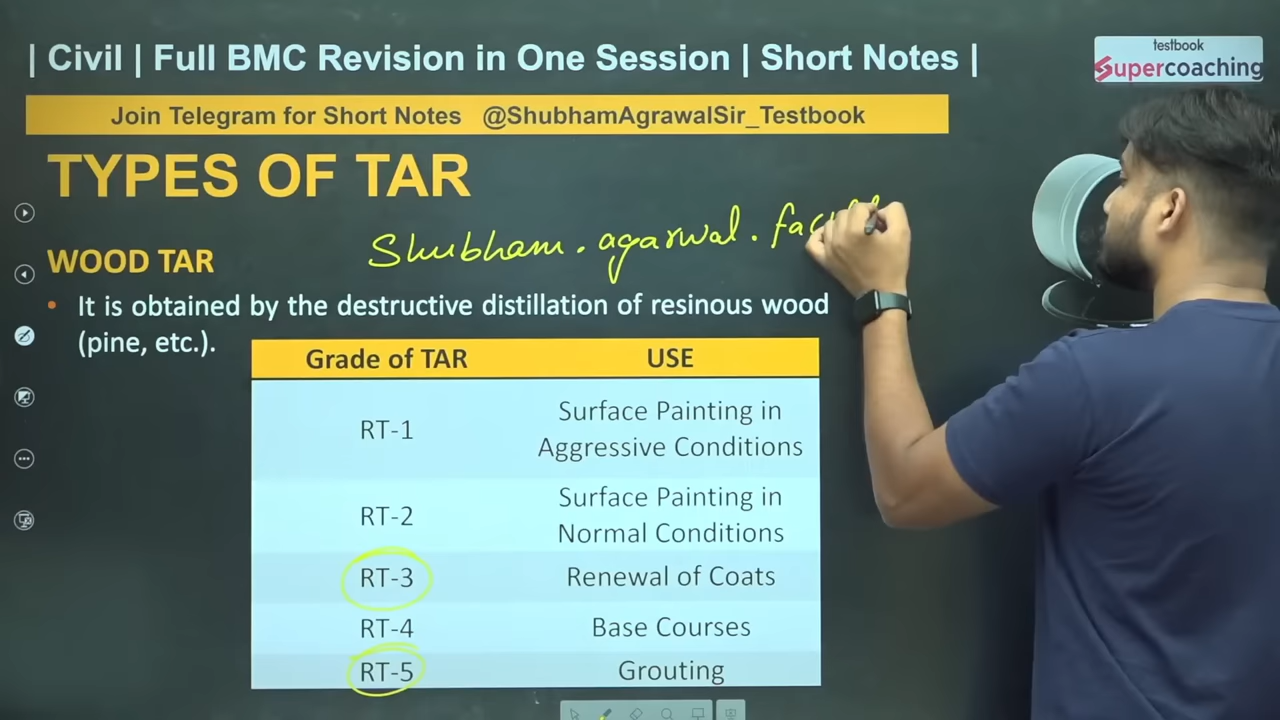 | Civil | Full BMC Revision in One Session | Short Notes |
testbook
Supercoaching
Join Telegram for Short Notes @ShubhamAgrawalSir_Testbook
TYPES OF TAR
Shubham.agarwal.
WOOD TAR
• It is obtained by the destructive distillation of resinous wood
(pine, etc.).
Grade of TAR USE
RT-1 Surface Painting in
Aggressive Conditions
RT-2 Surface Painting in
Normal Conditions
RT-3 Renewal of Coats
RT-4 Base Courses
RT-5 Grouting